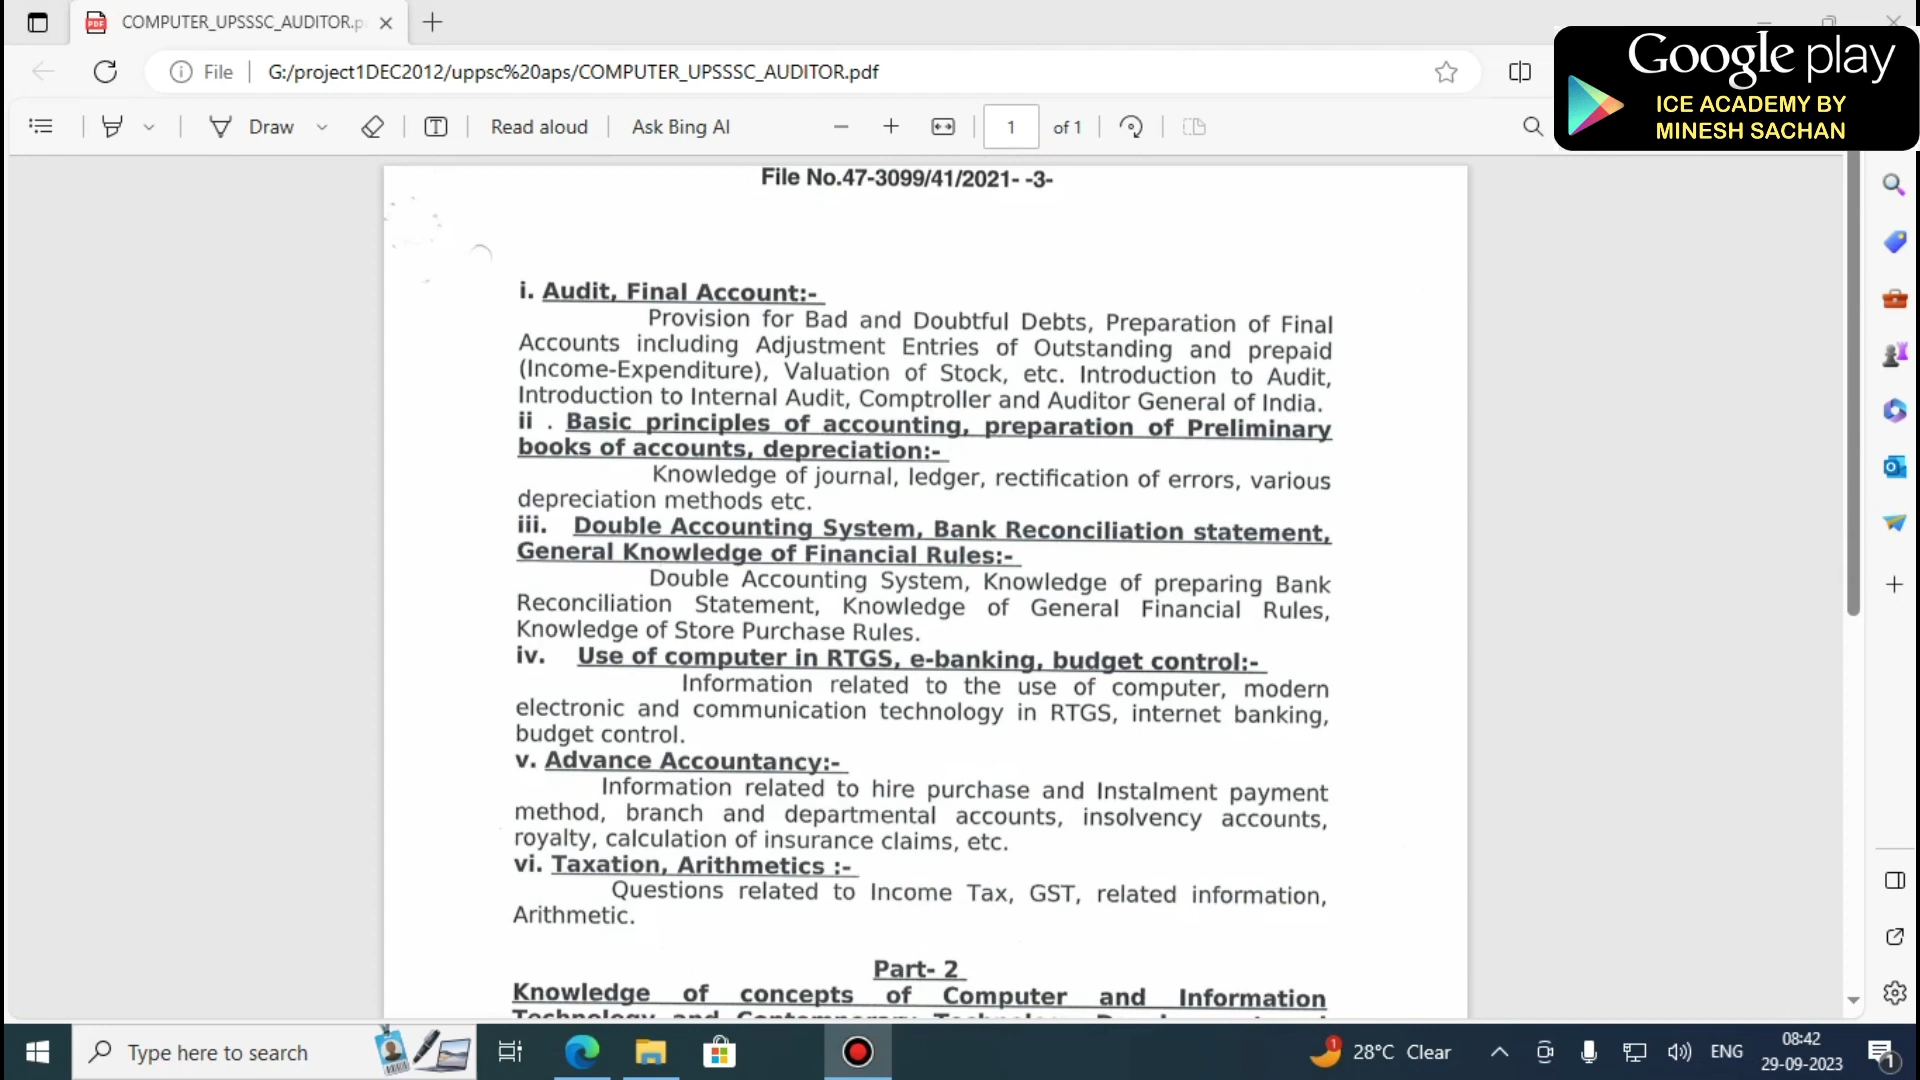 COMPUTER_UPSSSC_AUDITOR.p
File
G:/project1DEC2012/uppsc%20aps/COMPUTER_UPSSSC_AUDITOR.pdf
Google play
ICE ACADEMY BY
MINESH SACHAN
Draw
Read aloud
Ask Bing AI
1
of 1
File No.47-3099/41/2021- -3-
i. Audit, Final Account:-
Provision for Bad and Doubtful Debts, Preparation of Final
Accounts including Adjustment Entries of Outstanding and prepaid
(Income-Expenditure), Valuation of Stock, etc. Introduction to Audit,
Introduction to Internal Audit, Comptroller and Auditor General of India.
ii . Basic principles of accounting, preparation of Preliminary
books of accounts, depreciation:-
Knowledge of journal, ledger, rectification of errors, various
depreciation methods etc.
iii. Double Accounting System, Bank Reconciliation statement,
General Knowledge of Financial Rules:-
Double Accounting System, Knowledge of preparing Bank
Reconciliation Statement, Knowledge of General Financial Rules,
Knowledge of Store Purchase Rules.
iv. Use of computer in RTGS, e-banking, budget control:-
Information related to the use of computer, modern
electronic and communication technology in RTGS, internet banking,
budget control.
v. Advance Accountancy:-
Information related to hire purchase and Instalment payment
method, branch and departmental accounts, insolvency accounts,
royalty, calculation of insurance claims, etc.
vi. Taxation, Arithmetics :-
Questions related to Income Tax, GST, related information,
Arithmetic.
Part- 2
Knowledge of concepts of Computer and Information
Type here to search
28°C Clear
ENG
08:42
29-09-2023